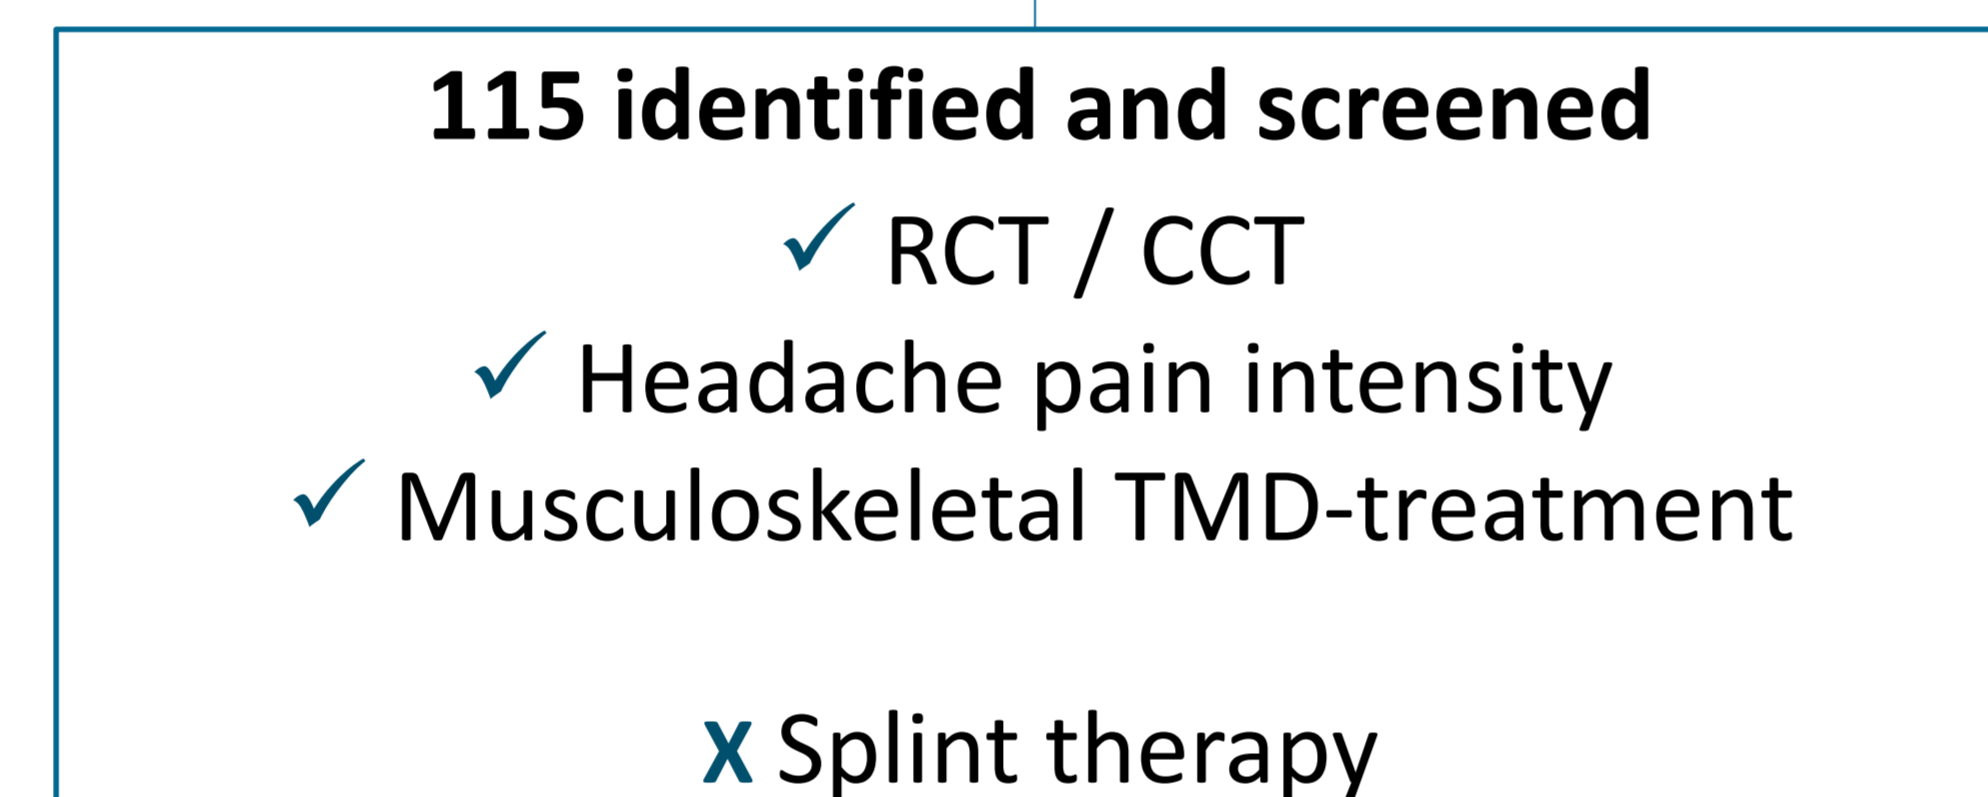 115 identified and screened
✓ RCT / CCT
✓ Headache pain intensity
✓ Musculoskeletal TMD-treatment
X Splint therapy